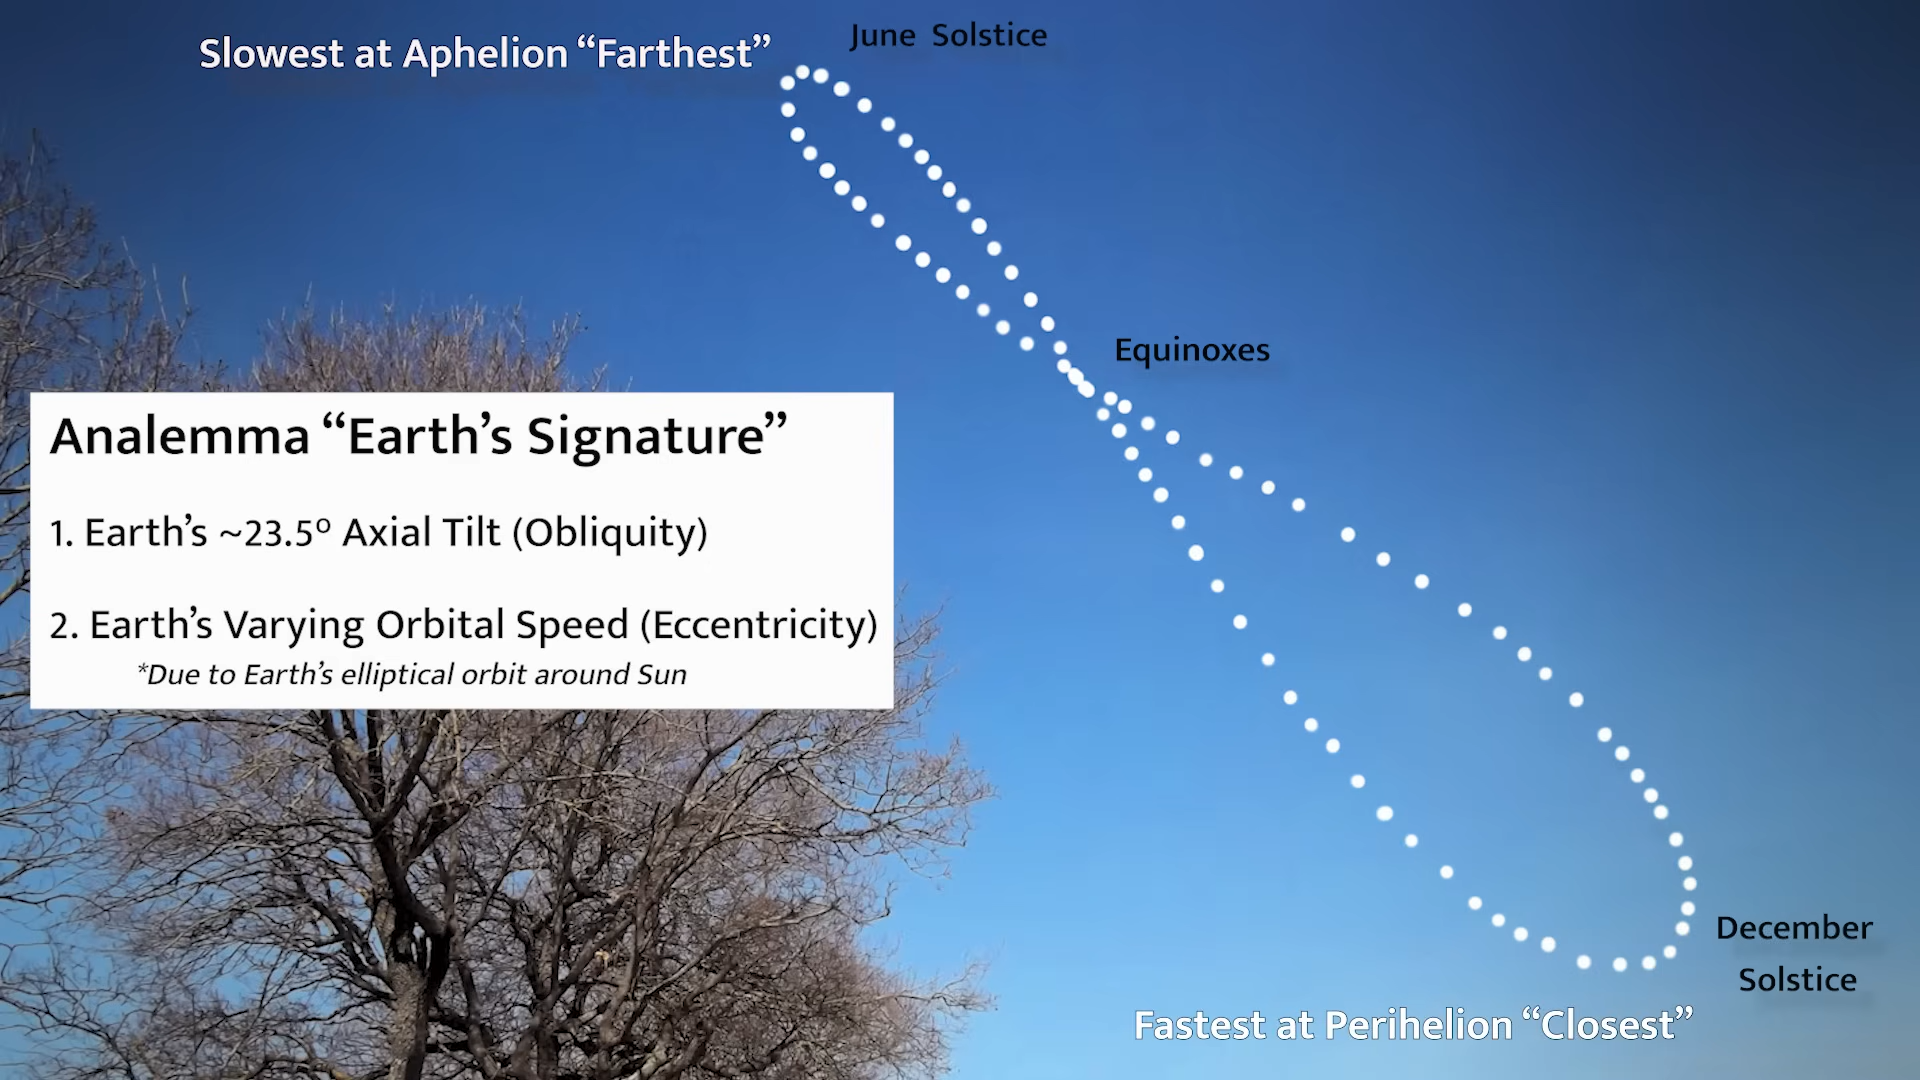 Slowest at Aphelion “Farthest”
June Solstice
Equinoxes
Analemma “Earth’s Signature”
1. Earth’s ~23.5º Axial Tilt (Obliquity)
2. Earth’s Varying Orbital Speed (Eccentricity)
*Due to Earth’s elliptical orbit around Sun
December
Solstice
Fastest at Perihelion “Closest”